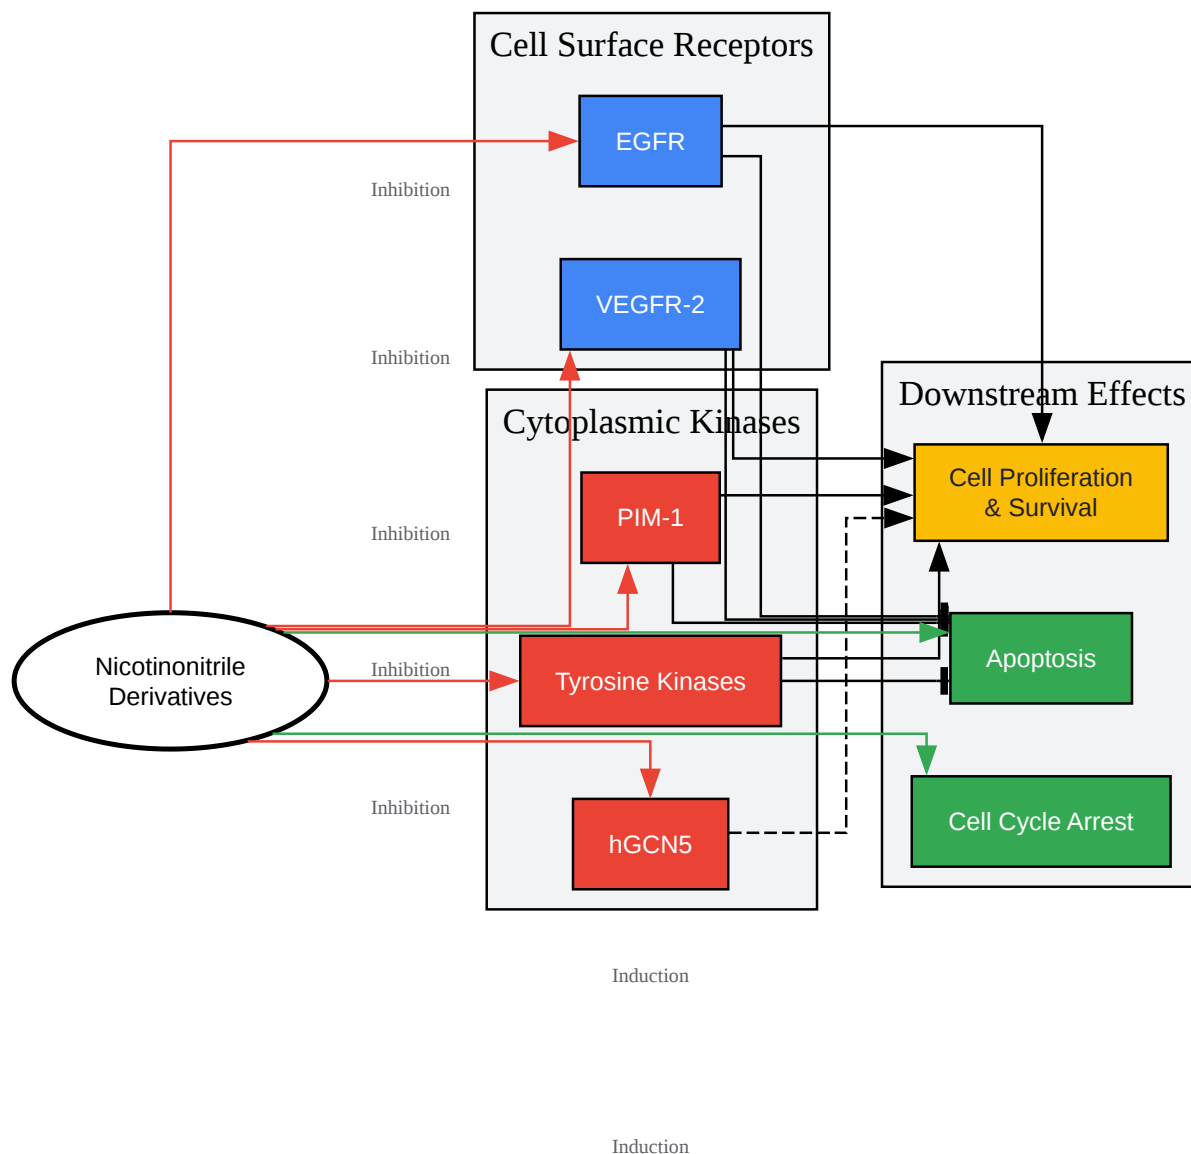 Cell Surface Receptors
EGFR
Inhibition
VEGFR-2
Inhibition
Downstream Effects
Cytoplasmic Kinases
Cell Proliferation
& Survival
PIM-1
Inhibition
Nicotinonitrile
Derivatives
Inhibition
Tyrosine Kinases
Apoptosis
Inhibition
hGCN5
Cell Cycle Arrest
Induction
Induction